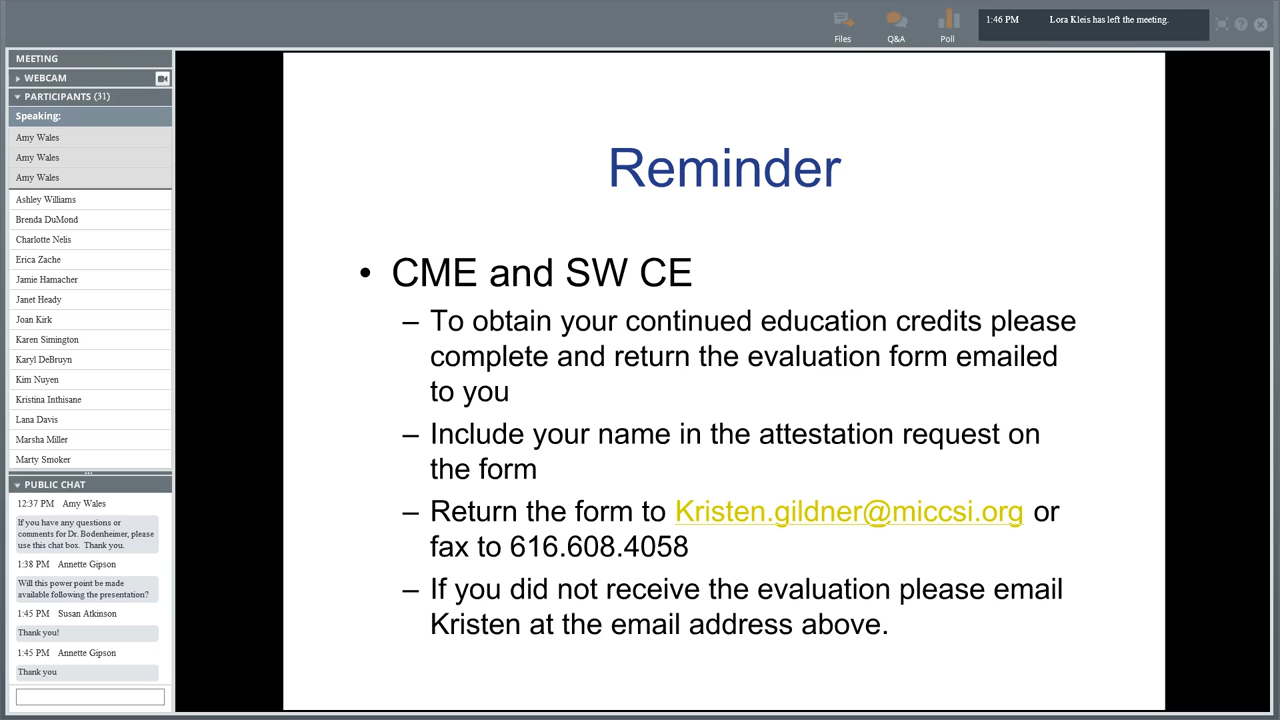 Files
Q&A
Poll
1:46 PM Lora Kleis has left the meeting.
MEETING
WEBCAM
PARTICIPANTS (31)
Speaking:
Amy Wales
Amy Wales
Amy Wales
Ashley Williams
Brenda DuMond
Charlotte Nelis
Erica Zache
Jamie Hamacher
Janet Heady
Joan Kirk
Karen Simington
Karyl DeBruyn
Kim Nuyen
Kristina Inthisane
Lana Davis
Marsha Miller
Marty Smoker
PUBLIC CHAT
12:37 PM Amy Wales
If you have any questions or
comments for Dr. Bodenheimer, please
use this chat box. Thank you.
1:38 PM Annette Gipson
Will this power point be made
available following the presentation?
1:45 PM Susan Atkinson
Thank you!
1:45 PM Annette Gipson
Thank you
Reminder
• CME and SW CE
– To obtain your continued education credits please
complete and return the evaluation form emailed
to you
– Include your name in the attestation request on
the form
– Return the form to Kristen.gildner@miccsi.org or
fax to 616.608.4058
– If you did not receive the evaluation please email
Kristen at the email address above.